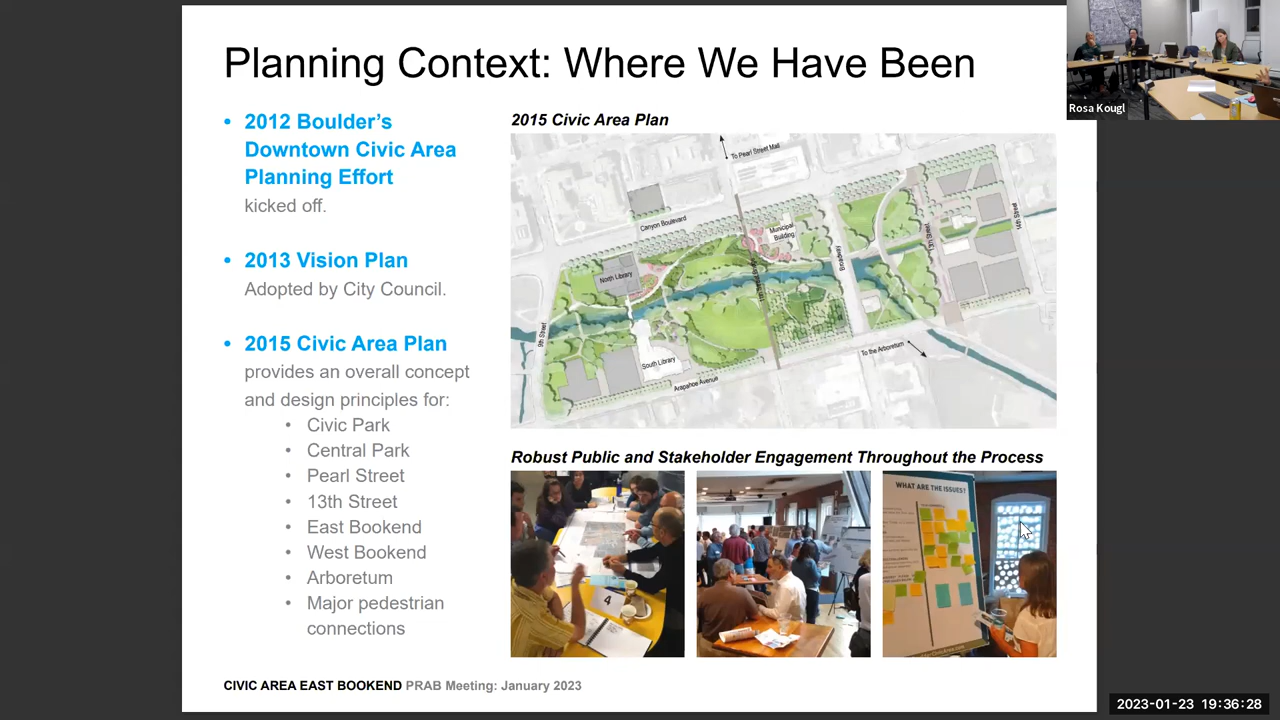 Planning Context: Where We Have Been
Rosa Kougl
• 2012 Boulder's
Downtown Civic Area
Planning Effort
kicked off.
• 2013 Vision Plan
Adopted by City Council.
• 2015 Civic Area Plan
provides an overall concept
and design principles for:
• Civic Park
• Central Park
• Pearl Street
• 13th Street
• East Bookend
• West Bookend
• Arboretum
• Major pedestrian
connections
2015 Civic Area Plan
To Pearl Street Mall
Canyon Boulevard
Municipal
Building
14th Street
13th Street
Broadway
North Library
9th Street
South Library
To the Arboretum
Arapahoe Avenue
Robust Public and Stakeholder Engagement Throughout the Process
4
WHAT ARE THE ISSUES?
CIVIC AREA EAST BOOKEND PRAB Meeting: January 2023
2023-01-23 19:36:28